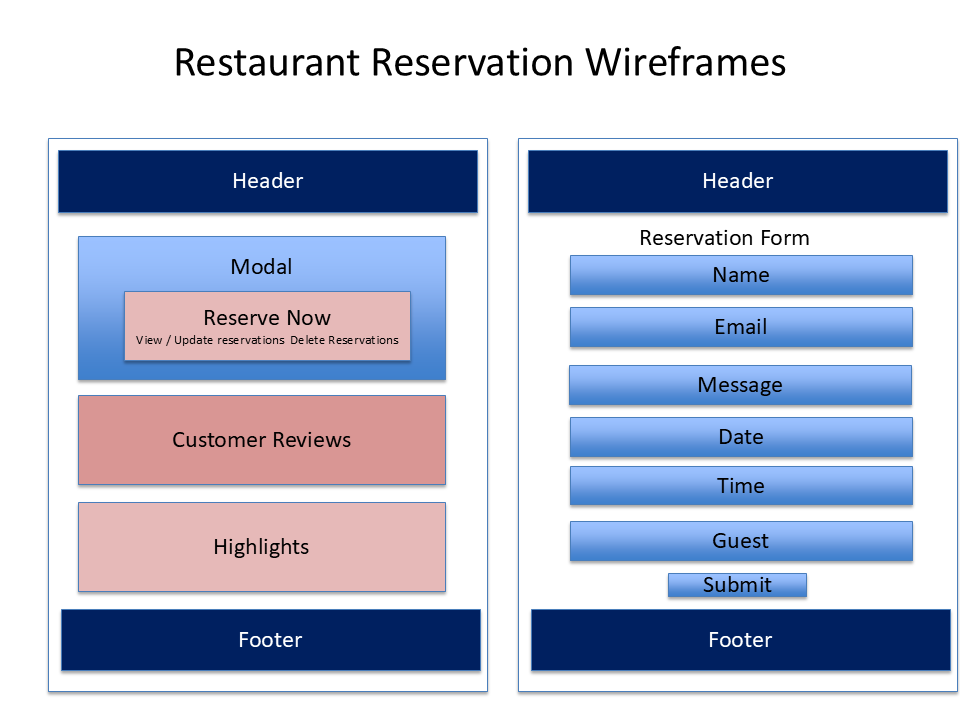 Restaurant Reservation Wireframes
Header
Modal
Reserve Now
View / Update reservations  Delete Reservations
Customer Reviews
Highlights
Footer
Header
Reservation Form
Name
Email
Message
Date
Time
Guest
Submit
Footer